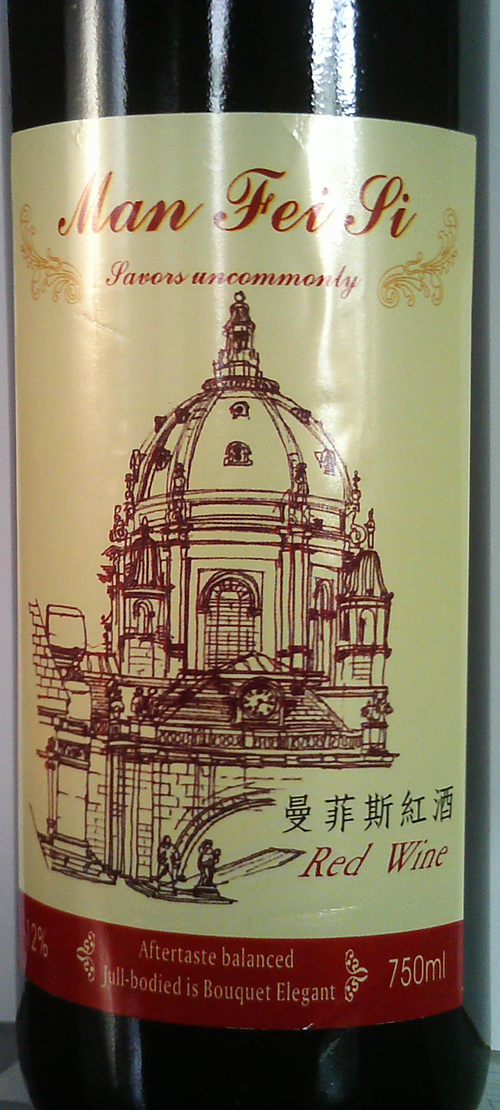 Man Fei Si
Savors uncommonly
曼菲斯紅酒
Red Wine
12%
Aftertaste balanced
Jull-bodied is Bouquet Elegant
750ml